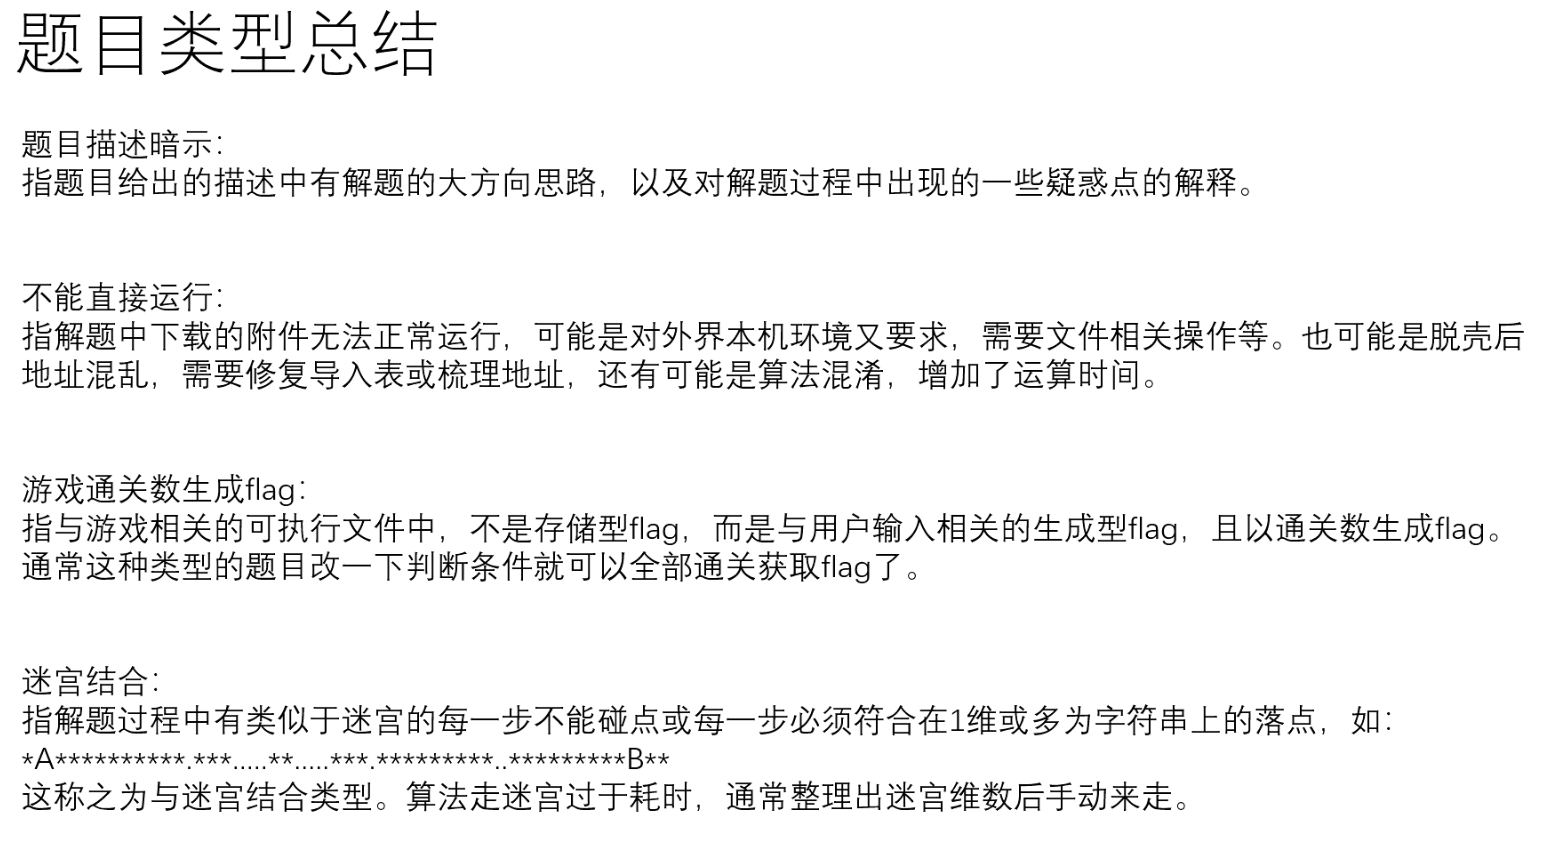 题目类型总结
题目描述暗示：
指题目给出的描述中有解题的大方向思路，以及对解题过程中出现的一些疑惑点的解释。
不能直接运行：
指解题中下载的附件无法正常运行，可能是对外界本机环境又要求，需要文件相关操作等。也可能是脱壳后
地址混乱，需要修复导入表或梳理地址，还有可能是算法混淆，增加了运算时间。
游戏通关数生成flag：
指与游戏相关的可执行文件中，不是存储型flag，而是与用户输入相关的生成型flag，且以通关数生成flag。
通常这种类型的题目改一下判断条件就可以全部通关获取flag了。
迷宫结合：
指解题过程中有类似于迷宫的每一步不能碰点或每一步必须符合在1维或多为字符串上的落点，如：
*A**********.***.....**.....***.*********..*********B**
这称之为与迷宫结合类型。算法走迷宫过于耗时，通常整理出迷宫维数后手动来走。